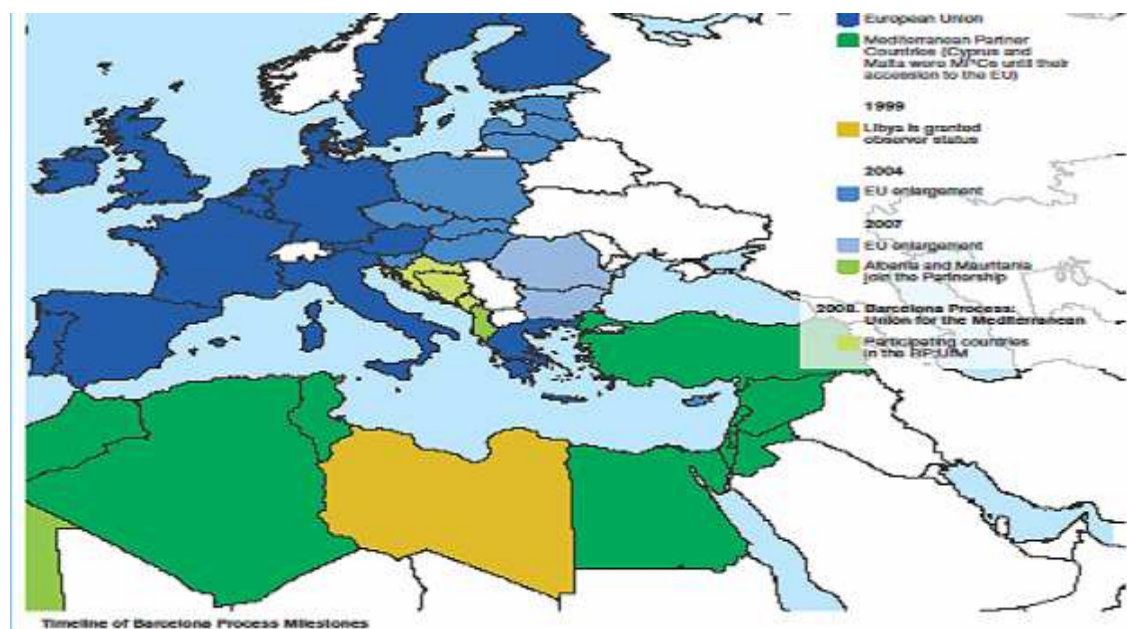 European Union
Mediterranean Partner
Countries (Cyprus and
Malta were MPCs until their
accession to the EU)
1999
Libya is granted
observer status
2004
EU enlargement
2007
EU enlargement
Albania and Mauritania
join the Partnership
2008. Barcelona Process:
Union for the Mediterranean
Participating countries
in the BP:UfM
Timeline of Barcelona Process Milestones